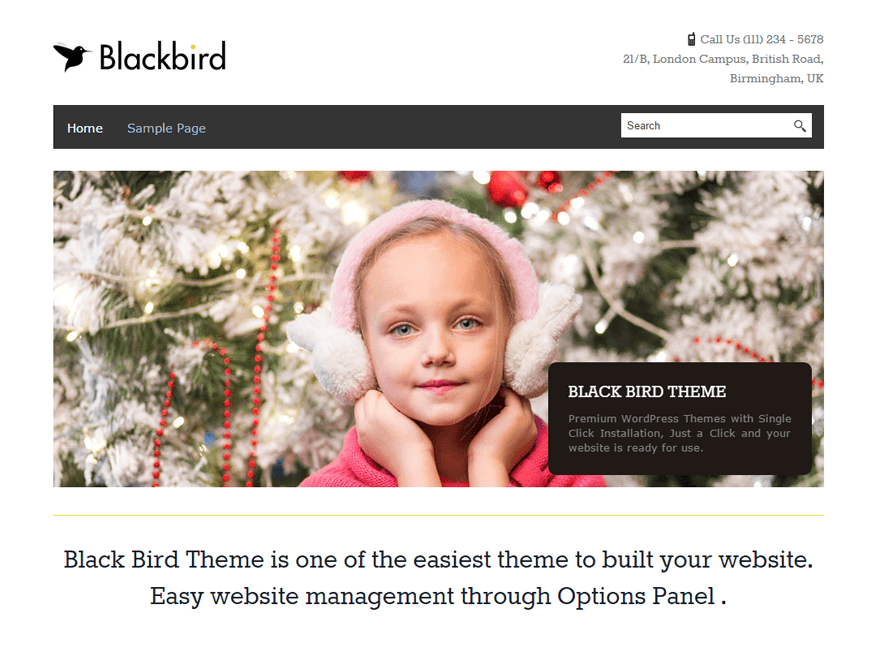 Blackbird
Call Us (111) 234 - 5678
21/B, London Campus, British Road,
Birmingham, UK
Home Sample Page Search
BLACK BIRD THEME
Premium WordPress Themes with Single
Click Installation, Just a Click and your
website is ready for use.
Black Bird Theme is one of the easiest theme to built your website.
Easy website management through Options Panel .